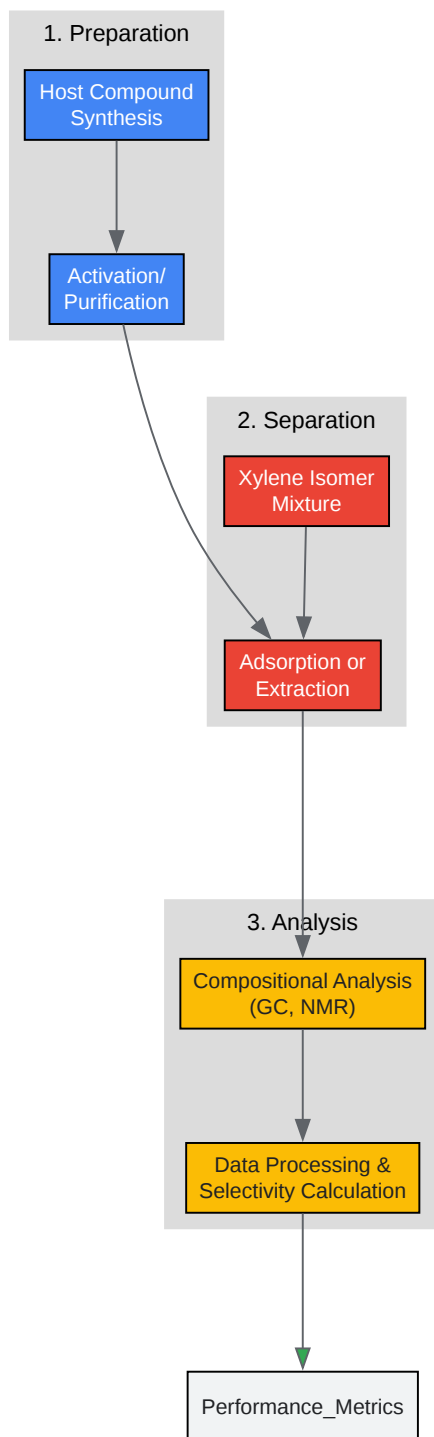 1. Preparation
Host Compound
Synthesis
Activation/
Purification
2. Separation
Xylene Isomer
Mixture
Adsorption or
Extraction
3. Analysis
Compositional Analysis
(GC, NMR)
Data Processing &
Selectivity Calculation
Performance_Metrics